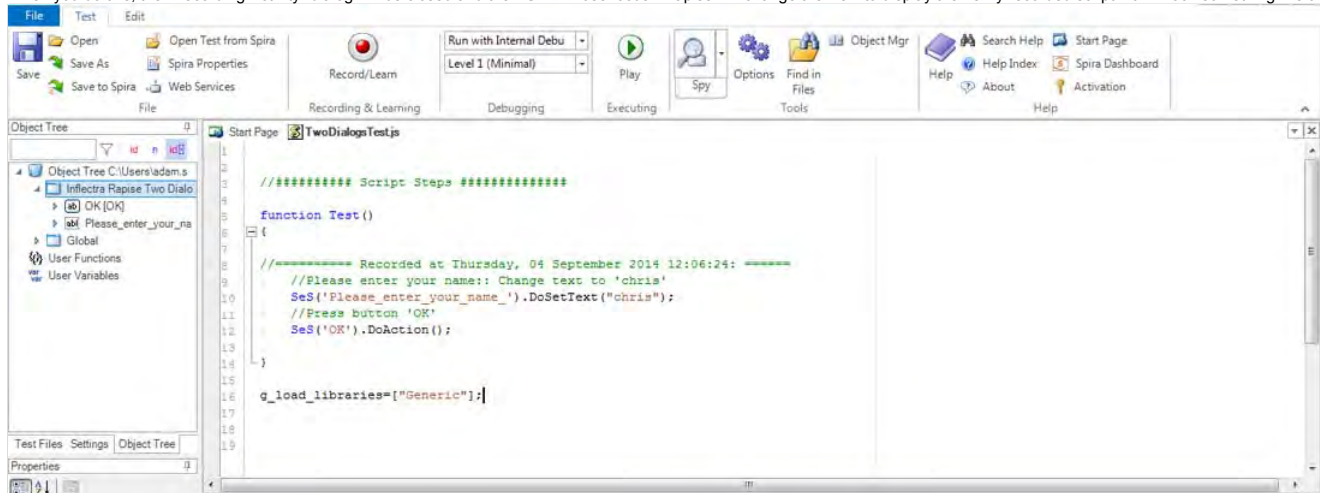 File Test Edit
Open Open Test from Spira
Save As Spira Properties
Save Save to Spira Web Services
File
Record/Learn
Recording & Learning
Run with Internal Debu
Level 1 (Minimal)
Debugging
Play
Executing
Spy
Options Find in Files
Object Mgr
Tools
Help
Search Help Start Page
Help Index Spira Dashboard
About Activation
Help
Object Tree
id n id
Object Tree C:\Users\adam.s
Inflectra Rapise Two Dialo
OK [OK]
Please_enter_your_na
Global
User Functions
User Variables
Test Files Settings Object Tree
Properties
Start Page TwoDialogsTest.js
1
2
3 //########## Script Steps ##############
4
5 function Test()
6 {
7
8 //========== Recorded at Thursday, 04 September 2014 12:06:24: ======
9 //Please enter your name:: Change text to 'chris'
10 SeS('Please_enter_your_name_').DoSetText("chris");
11 //Press button 'OK'
12 SeS('OK').DoAction();
13
14 }
15
16 g_load_libraries=["Generic"];
17
18
19